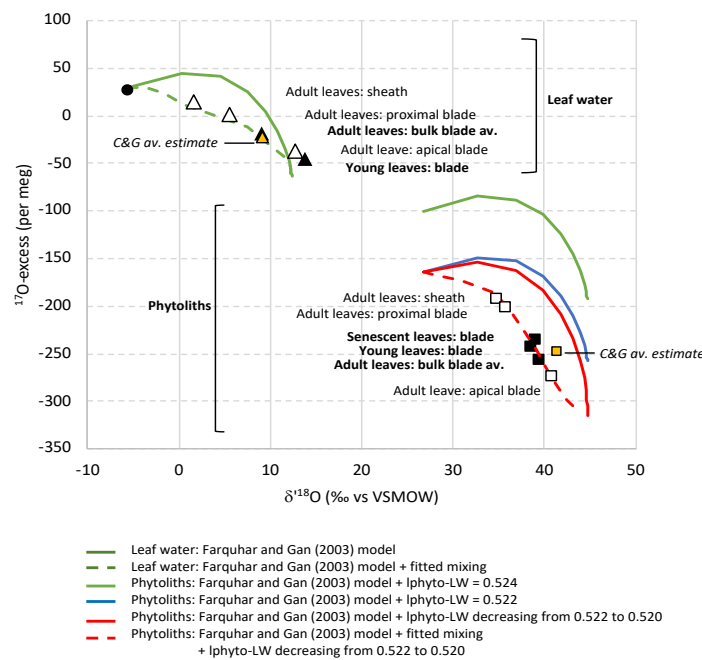 100
50
0
-50
-100
-150
-200
-250
-300
-350
-10
0
10
20
30
40
50
17O-excess (per meg)
δ'18O (‰ vs VSMOW)
Adult leaves: sheath
Leaf water
Adult leaves: proximal blade
Adult leaves: bulk blade av.
C&G av. estimate
Adult leave: apical blade
Young leaves: blade
Phytoliths
Adult leaves: sheath
Adult leaves: proximal blade
Senescent leaves: blade
Young leaves: blade
C&G av. estimate
Adult leaves: bulk blade av.
Adult leave: apical blade
Leaf water: Farquhar and Gan (2003) model
Leaf water: Farquhar and Gan (2003) model + fitted mixing
Phytoliths: Farquhar and Gan (2003) model + lphyto-LW = 0.524
Phytoliths: Farquhar and Gan (2003) model + lphyto-LW = 0.522
Phytoliths: Farquhar and Gan (2003) model + lphyto-LW decreasing from 0.522 to 0.520
Phytoliths: Farquhar and Gan (2003) model + fitted mixing
+ lphyto-LW decreasing from 0.522 to 0.520